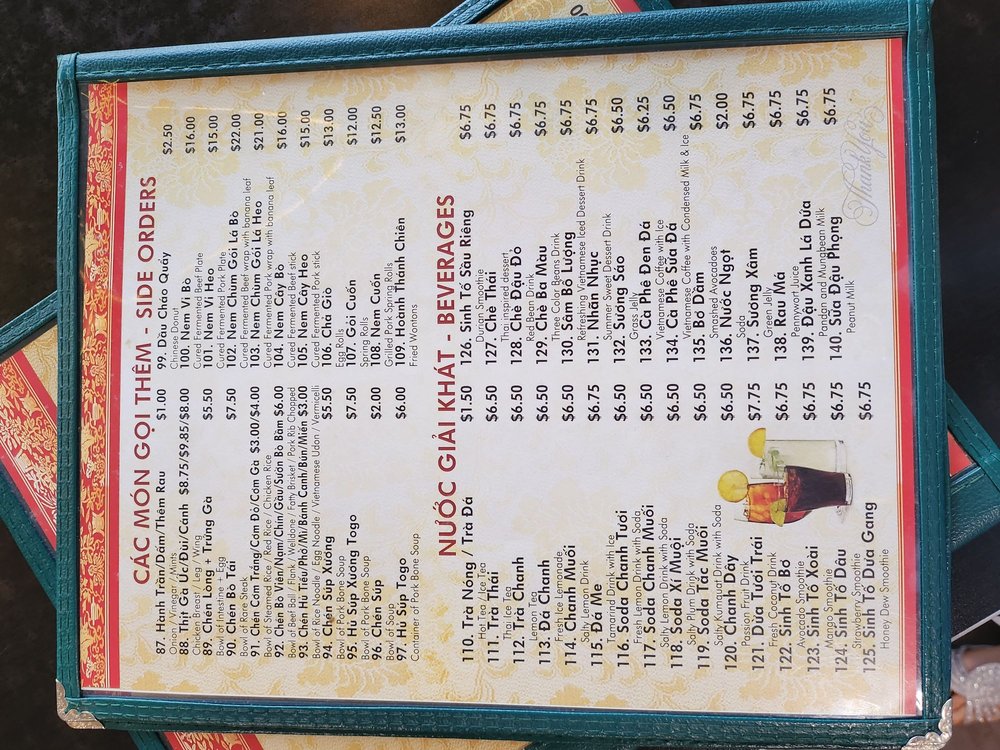 CÁC MÓN GỌI THÊM - SIDE ORDERS
87. Hành Trần/Dấm/Thêm Rau $1.00
Onion / Vinegar / Mints
88. Thịt Gà Ức/Đùi/Cánh $8.75/$9.85/$8.00
Chicken Breast / Leg / Wing
89. Chén Lòng + Trứng Gà $5.50
Bowl of Intestine + Egg
90. Chén Bò Tái $7.50
Bowl of Rare Steak
91. Chén Cơm Trắng/Cơm Đỏ/Cơm Gà $3.00/$4.00
Bowl of Steamed Rice / Red Rice / Chicken Rice
92. Chén Bò Viên/Nạm/Chín/Gầu/Sườn Bò Bằm $6.00
Bowl of Beef Ball / Flank / Welldone / Fatty Brisket / Pork Rib Chopped
93. Chén Hủ Tiếu/Phở/Mì/Bánh Canh/Bún/Miến $3.00
Bowl of Rice Noodle / Egg Noodle / Vietnamese Udon / Vermicelli
94. Chén Súp Xương $5.50
Bowl of Pork Bone Soup
95. Hủ Súp Xương Togo $7.50
Bowl of Pork Bone Soup
96. Chén Súp $2.00
Bowl of Soup
97. Hủ Súp Togo $6.00
Container of Pork Bone Soup
99. Dầu Cháo Quẩy $2.50
Chinese Donut
100. Nem Vỉ Bò $16.00
Cured Fermented Beef Plate
101. Nem Vỉ Heo $15.00
Cured Fermented Pork Plate
102. Nem Chùm Gói Lá Bò $22.00
Cured Fermented Beef wrap with banana leaf
103. Nem Chùm Gói Lá Heo $21.00
Cured Fermented Pork wrap with banana leaf
104. Nem Cây Bò $16.00
Cured Fermented Beef stick
105. Nem Cây Heo $15.00
Cured Fermented Pork stick
106. Chả Giò $13.00
Egg Rolls
107. Gỏi Cuốn $12.00
Spring Rolls
108. Nem Cuốn $12.50
Grilled Pork Spring Rolls
109. Hoành Thánh Chiên $13.00
Fried Wontons
NƯỚC GIẢI KHÁT - BEVERAGES
110. Trà Nóng / Trà Đá $1.50
Hot Tea / Ice Tea
111. Trà Thái $6.50
Thai Ice Tea
112. Trà Chanh $6.50
Lemon Tea
113. Đá Chanh $6.50
Fresh Ice Lemonade
114. Chanh Muối $6.50
Salty Lemon Drink
115. Đá Me $6.75
Tamarind Drink with Ice
116. Soda Chanh Tươi $6.50
Fresh Lemon Drink with Soda
117. Soda Chanh Muối $6.50
Salty Lemon Drink with Soda
118. Soda Xí Muội $6.50
Salty Plum Drink with Soda
119. Soda Tắc Muối $6.50
Salty Kumquat Drink with Soda
120. Chanh Dây $6.50
Passion Fruit Drink
121. Dừa Tươi Trái $7.75
Fresh Coconut Drink
122. Sinh Tố Bơ $6.75
Avocado Smoothie
123. Sinh Tố Xoài $6.75
Mango Smoothie
124. Sinh Tố Dâu $6.75
Strawberry Smoothie
125. Sinh Tố Dưa Gang $6.75
Honey Dew Smoothie
126. Sinh Tố Sầu Riêng $6.75
Durian Smoothie
127. Chè Thái $6.75
Thai inspired dessert
128. Chè Đậu Đỏ $6.75
Red Bean Drink
129. Chè Ba Màu $6.75
Three Color Beans Drink
130. Sâm Bổ Lượng $6.75
Refreshing Vietnamese Iced Dessert Drink
131. Nhãn Nhục $6.75
Summer Sweet Dessert Drink
132. Sương Sáo $6.50
Grass Jelly
133. Cà Phê Đen Đá $6.25
Vietnamese Coffee with Ice
134. Cà Phê Sữa Đá $6.50
Vietnamese Coffee with Condensed Milk & Ice
135. Bơ Dầm $6.75
Smashed Avocadoes
136. Nước Ngọt $2.00
Soda
137. Sương Xâm $6.75
Green Jelly
138. Rau Má $6.75
Pennywort Juice
139. Đậu Xanh Lá Dứa $6.75
Pandan and Mungbean Milk
140. Sữa Đậu Phọng $6.75
Peanut Milk
Thank You